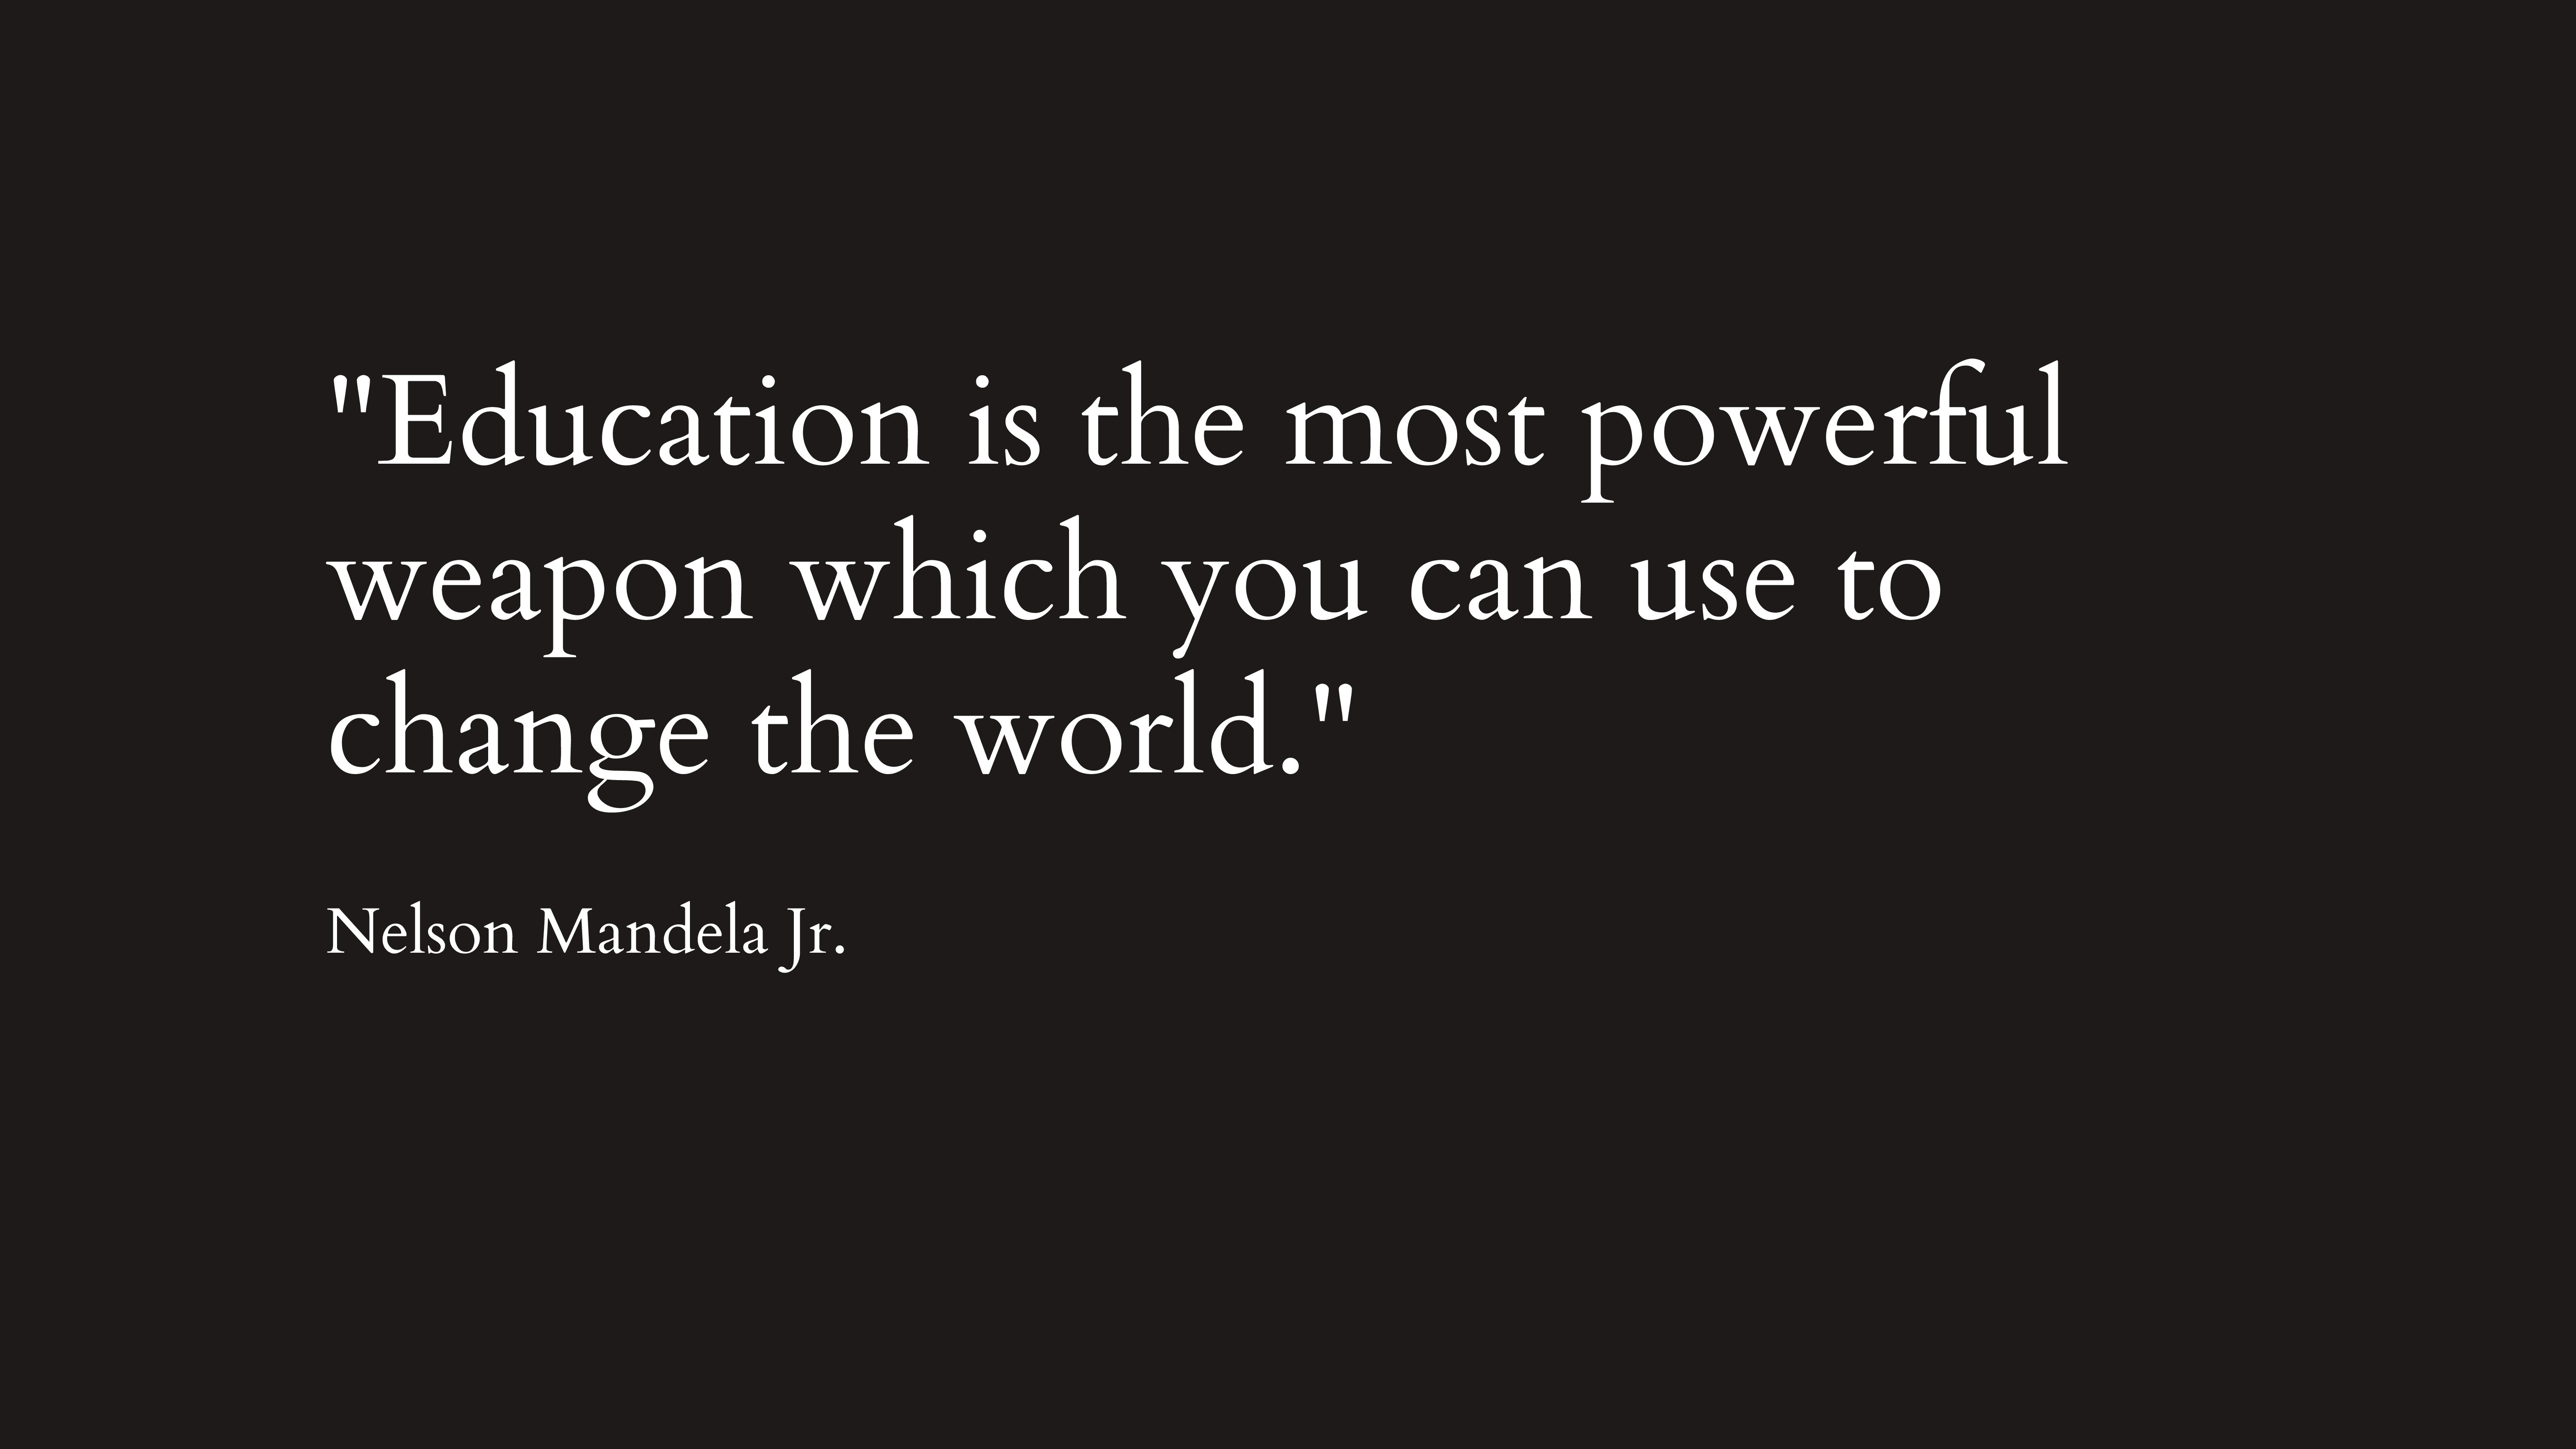 "Education is the most powerful
weapon which you can use to
change the world."
Nelson Mandela Jr.